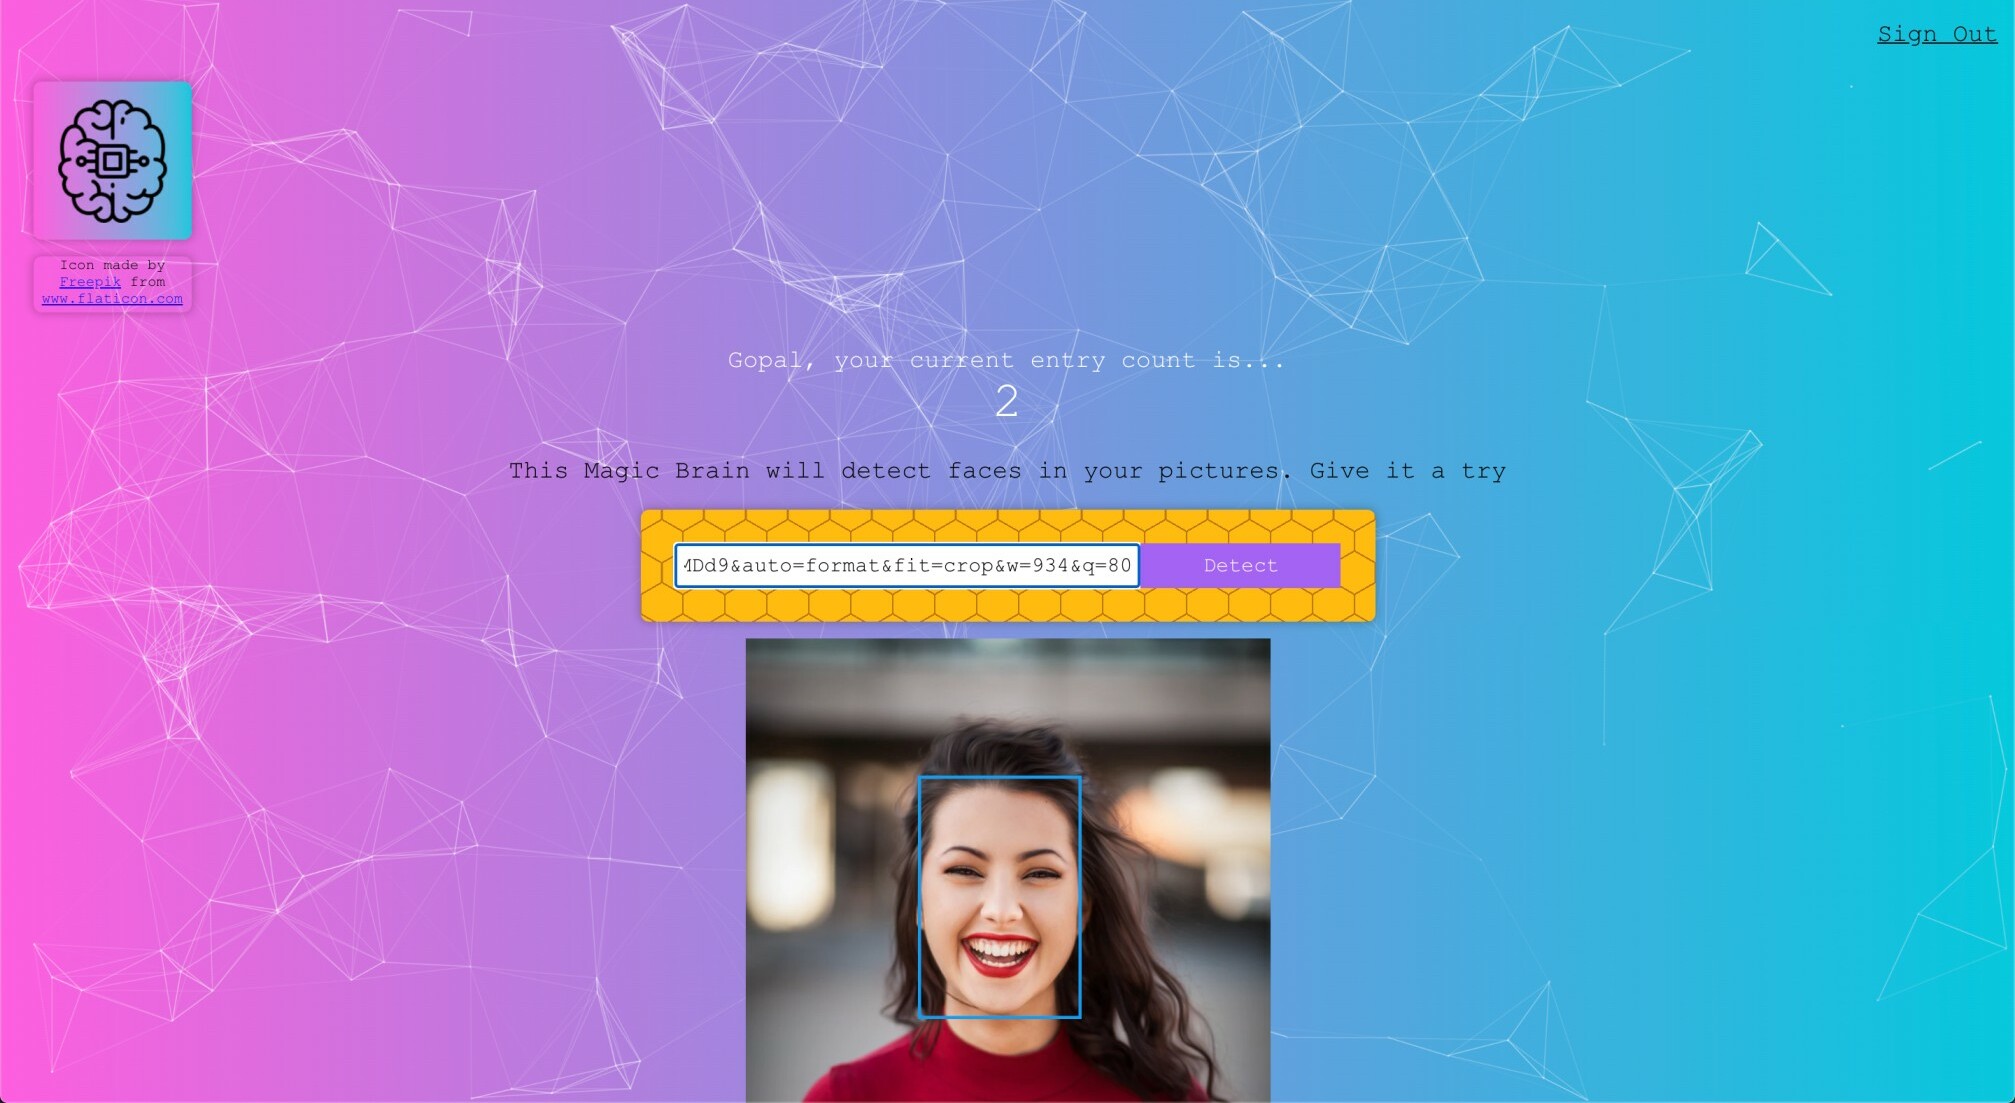 Sign Out
Icon made by
Freepik from
www.flaticon.com
Gopal, your current entry count is...
2
This Magic Brain will detect faces in your pictures. Give it a try
MDd9&auto=format&fit=crop&w=934&q=80
Detect